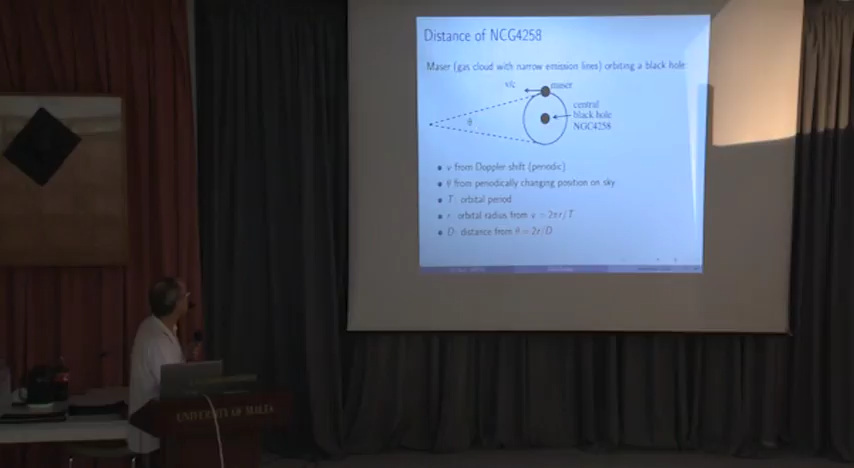 Distance of NCG4258
Maser (gas cloud with narrow emission lines) orbiting a black hole
v/c
maser
θ
central
black hole
NGC4258
• v from Doppler shift (periodic)
• θ from periodically changing position on sky
• T: orbital period
• r: orbital radius from v = 2πr/T
• D: distance from θ = 2r/D
UNIVERSITY OF MALTA